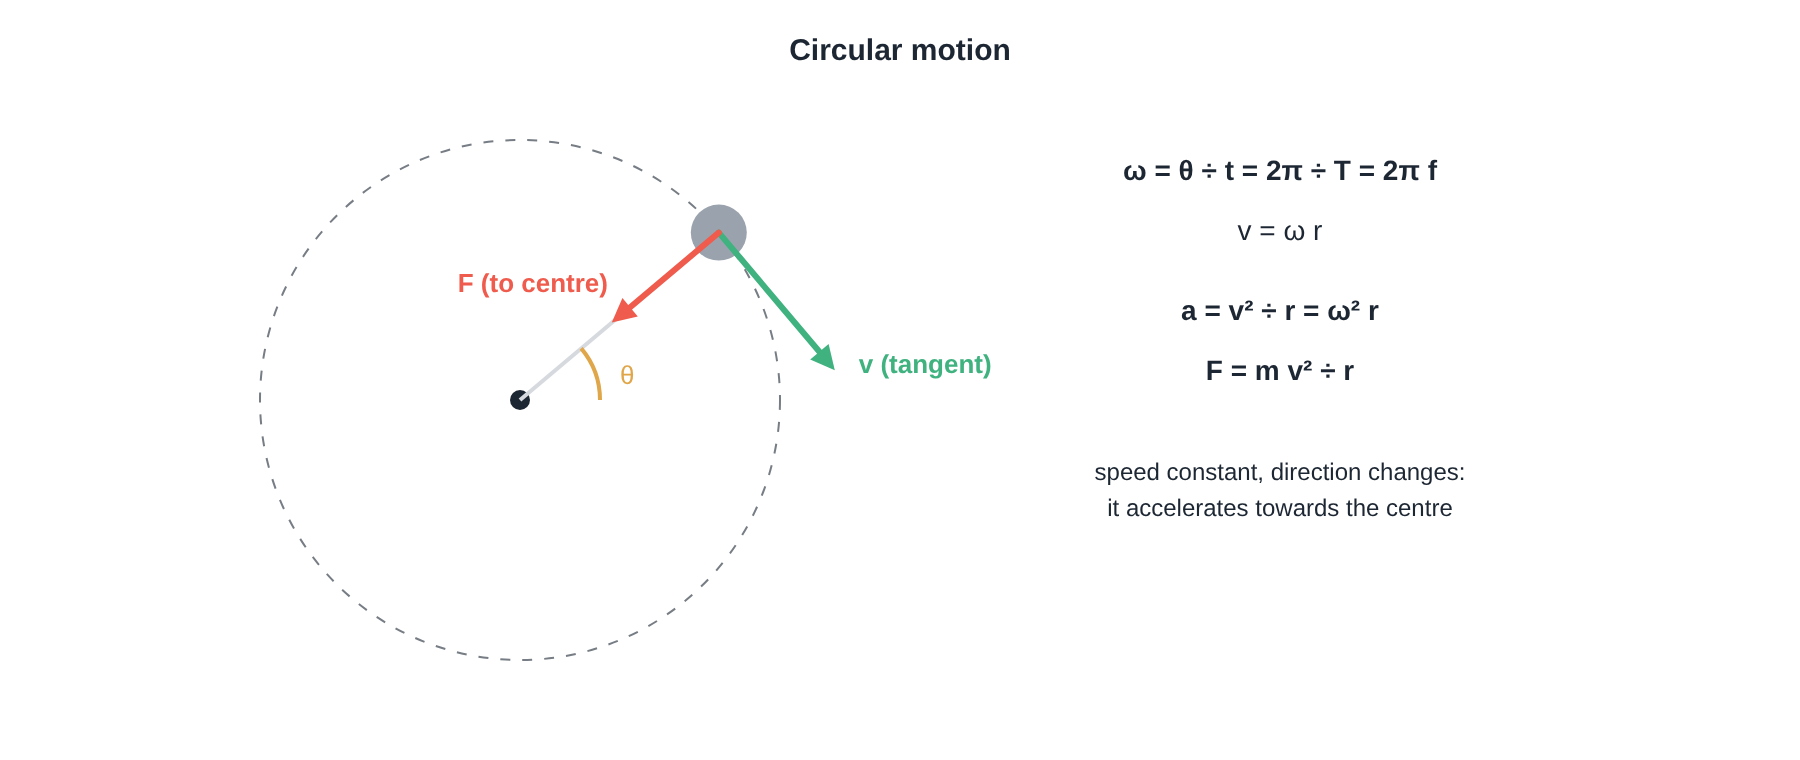 Circular motion
F (to centre)
θ
v (tangent)
ω = θ ÷ t = 2π ÷ T = 2π f
v = ω r
a = v² ÷ r = ω² r
F = m v² ÷ r
speed constant, direction changes:
it accelerates towards the centre